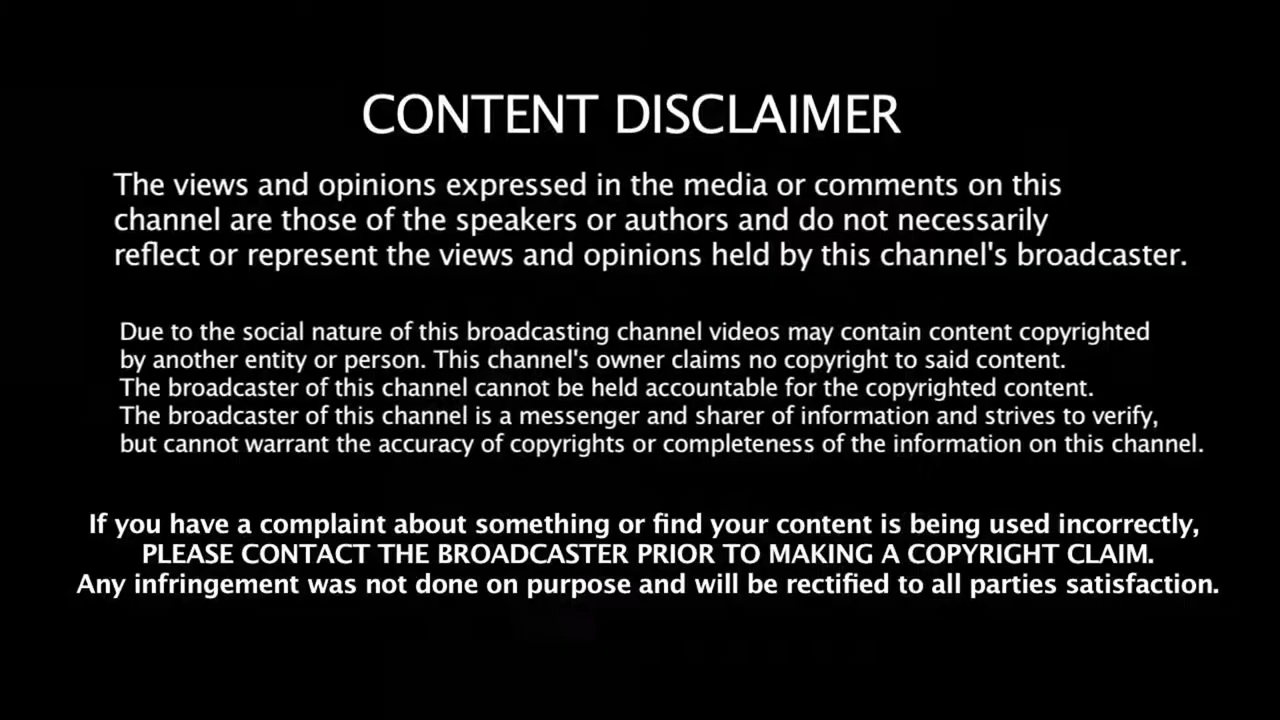 CONTENT DISCLAIMER
The views and opinions expressed in the media or comments on this
channel are those of the speakers or authors and do not necessarily
reflect or represent the views and opinions held by this channel's broadcaster.
Due to the social nature of this broadcasting channel videos may contain content copyrighted
by another entity or person. This channel's owner claims no copyright to said content.
The broadcaster of this channel cannot be held accountable for the copyrighted content.
The broadcaster of this channel is a messenger and sharer of information and strives to verify,
but cannot warrant the accuracy of copyrights or completeness of the information on this channel.
If you have a complaint about something or find your content is being used incorrectly,
PLEASE CONTACT THE BROADCASTER PRIOR TO MAKING A COPYRIGHT CLAIM.
Any infringement was not done on purpose and will be rectified to all parties satisfaction.